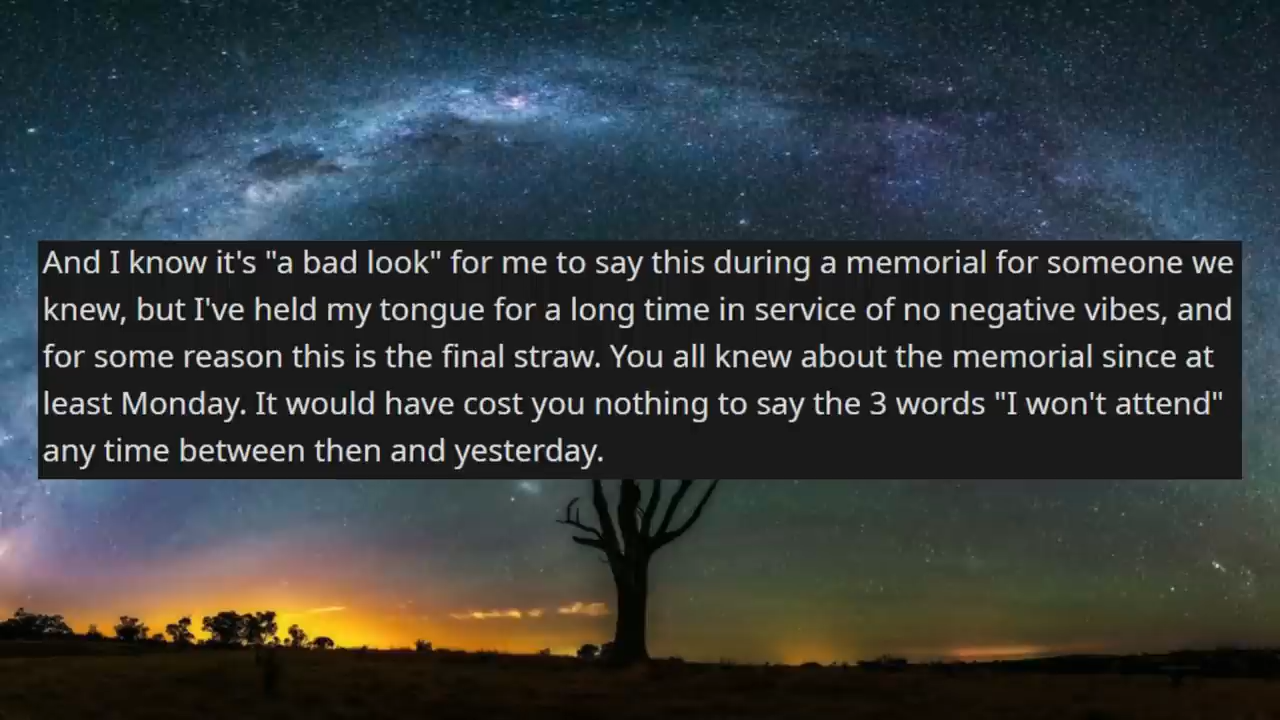 And I know it's "a bad look" for me to say this during a memorial for someone we
knew, but I've held my tongue for a long time in service of no negative vibes, and
for some reason this is the final straw. You all knew about the memorial since at
least Monday. It would have cost you nothing to say the 3 words "I won't attend"
any time between then and yesterday.